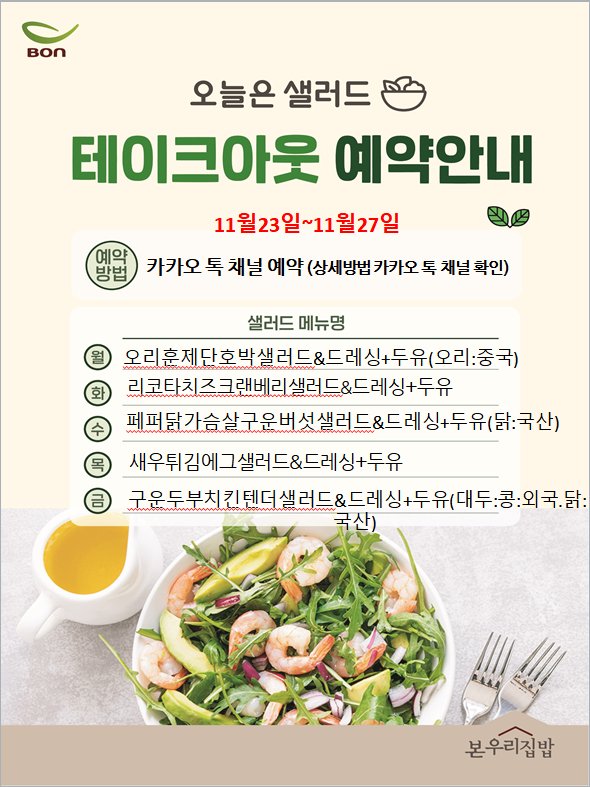 BON
오늘은 샐러드
테이크아웃 예약안내
11월23일~11월27일
예약
방법
카카오 톡 채널 예약 (상세방법 카카오 톡 채널 확인)
샐러드 메뉴명
월 오리훈제단호박샐러드&드레싱+두유(오리:중국)
화 리코타치즈크랜베리샐러드&드레싱+두유
수 페퍼닭가슴살구운버섯샐러드&드레싱+두유(닭:국산)
목 새우튀김에그샐러드&드레싱+두유
금 구운두부치킨텐더샐러드&드레싱+두유(대두:콩:외국.닭:
국산)
본우리집밥